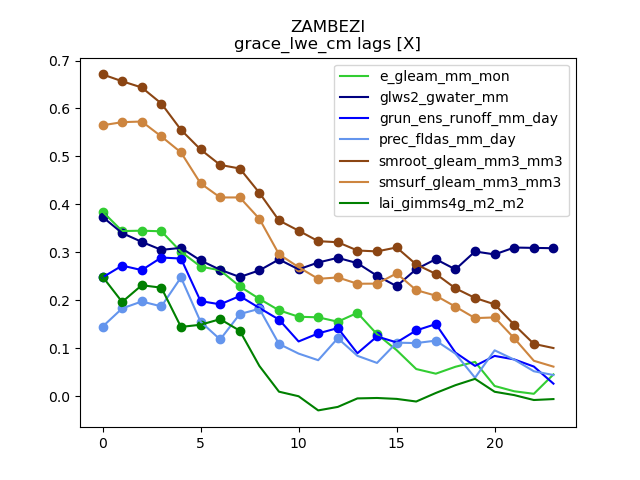 ZAMBEZI
grace_lwe_cm lags [X]
0.7
0.6
0.5
0.4
0.3
0.2
0.1
0.0
e_gleam_mm_mon
glws2_gwater_mm
grun_ens_runoff_mm_day
prec_fldas_mm_day
smroot_gleam_mm3_mm3
smsurf_gleam_mm3_mm3
lai_gimms4g_m2_m2
0 5 10 15 20